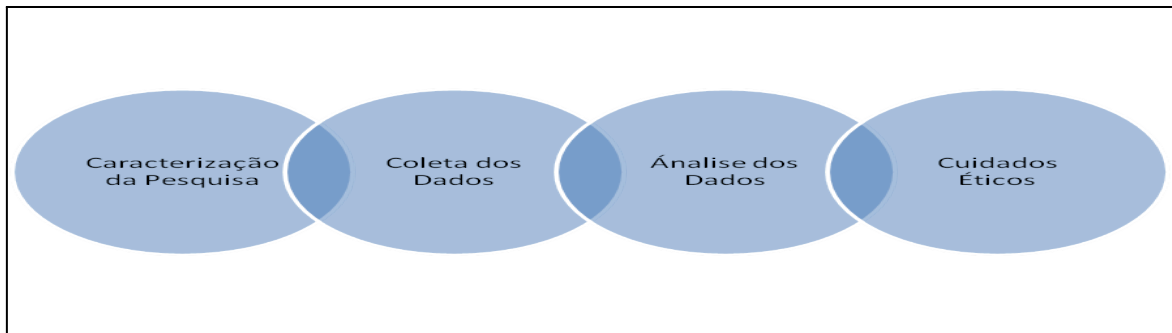 Caracterização
da Pesquisa
Coleta dos
Dados
Ánalise dos
Dados
Cuidados
Éticos